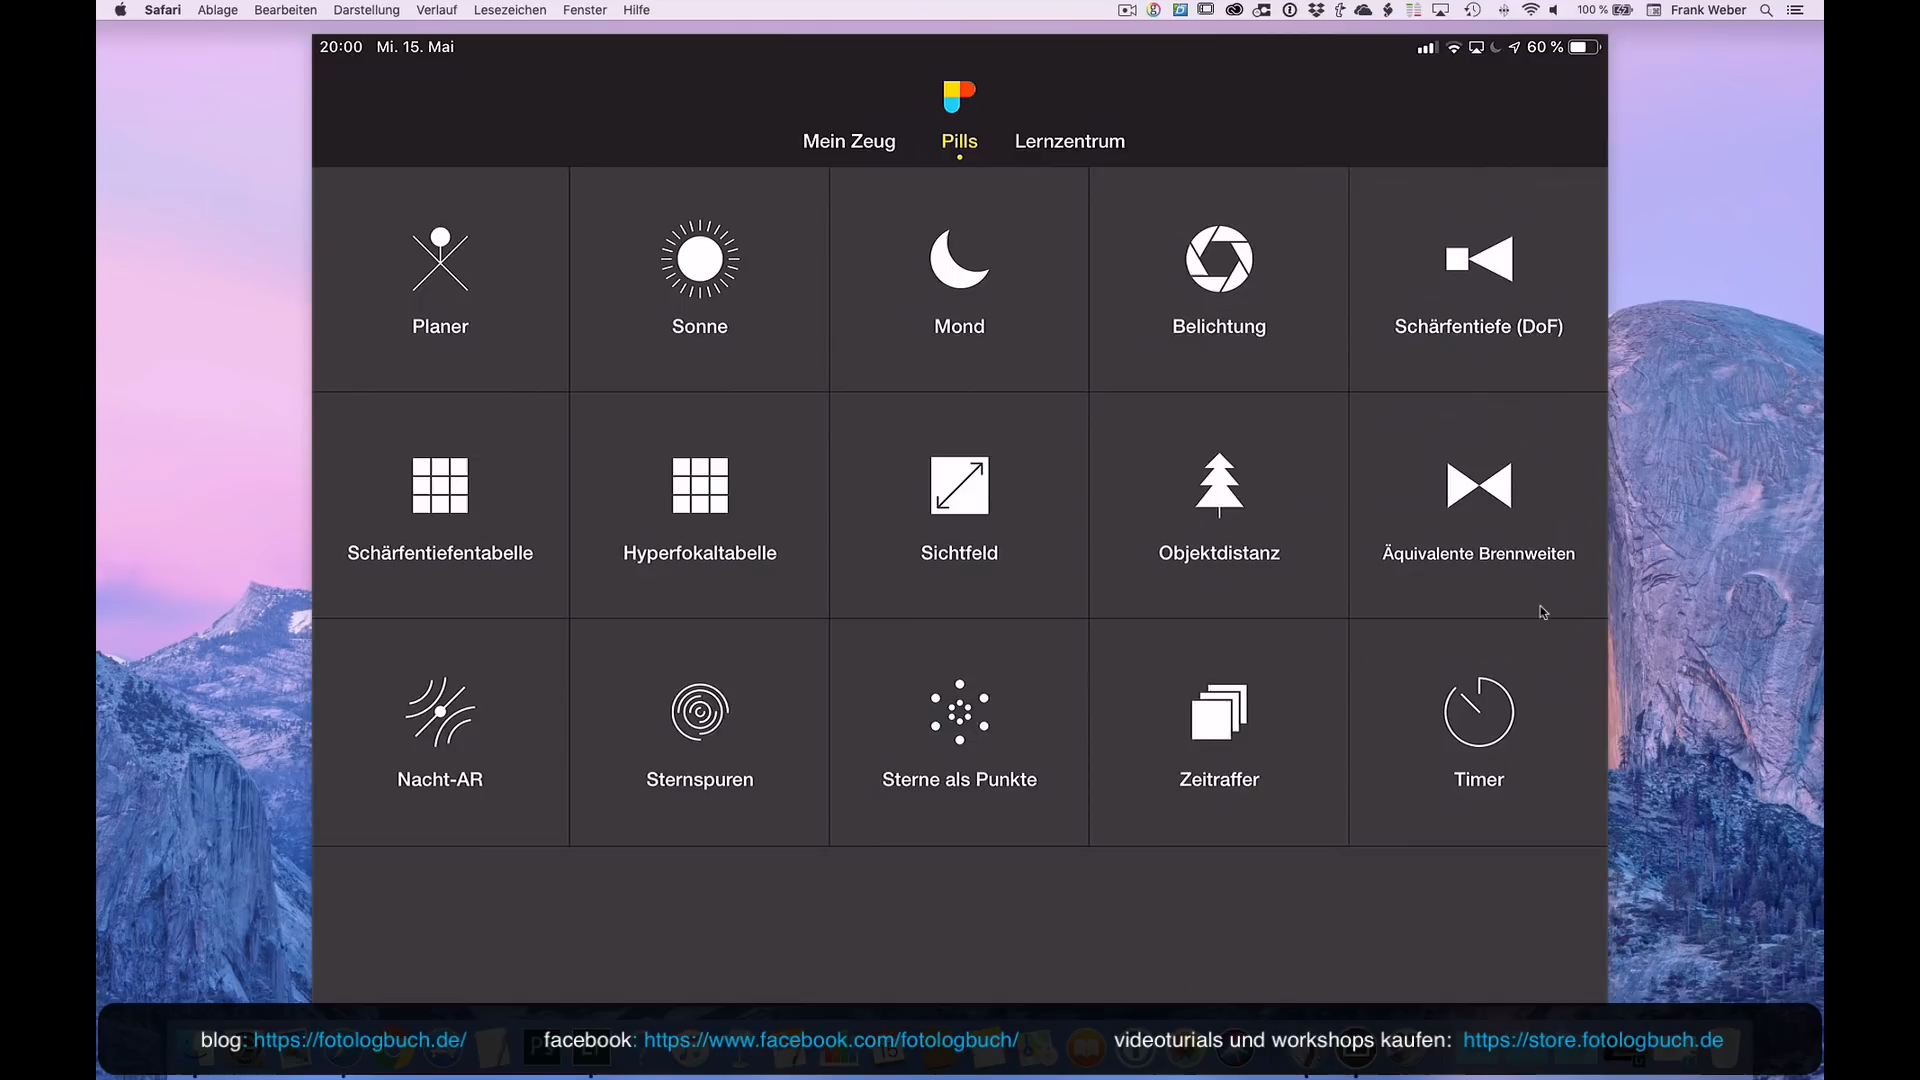 Safari Ablage Bearbeiten Darstellung Verlauf Lesezeichen Fenster Hilfe 100 % Frank Weber
20:00 Mi. 15. Mai 60 %
Mein Zeug Pills Lernzentrum
Planer Sonne Mond Belichtung Schärfentiefe (DoF)
Schärfentiefentabelle Hyperfokaltabelle Sichtfeld Objektdistanz Äquivalente Brennweiten
Nacht-AR Sternspuren Sterne als Punkte Zeitraffer Timer
blog: https://fotologbuch.de/ facebook: https://www.facebook.com/fotologbuch/ videoturials und workshops kaufen: https://store.fotologbuch.de